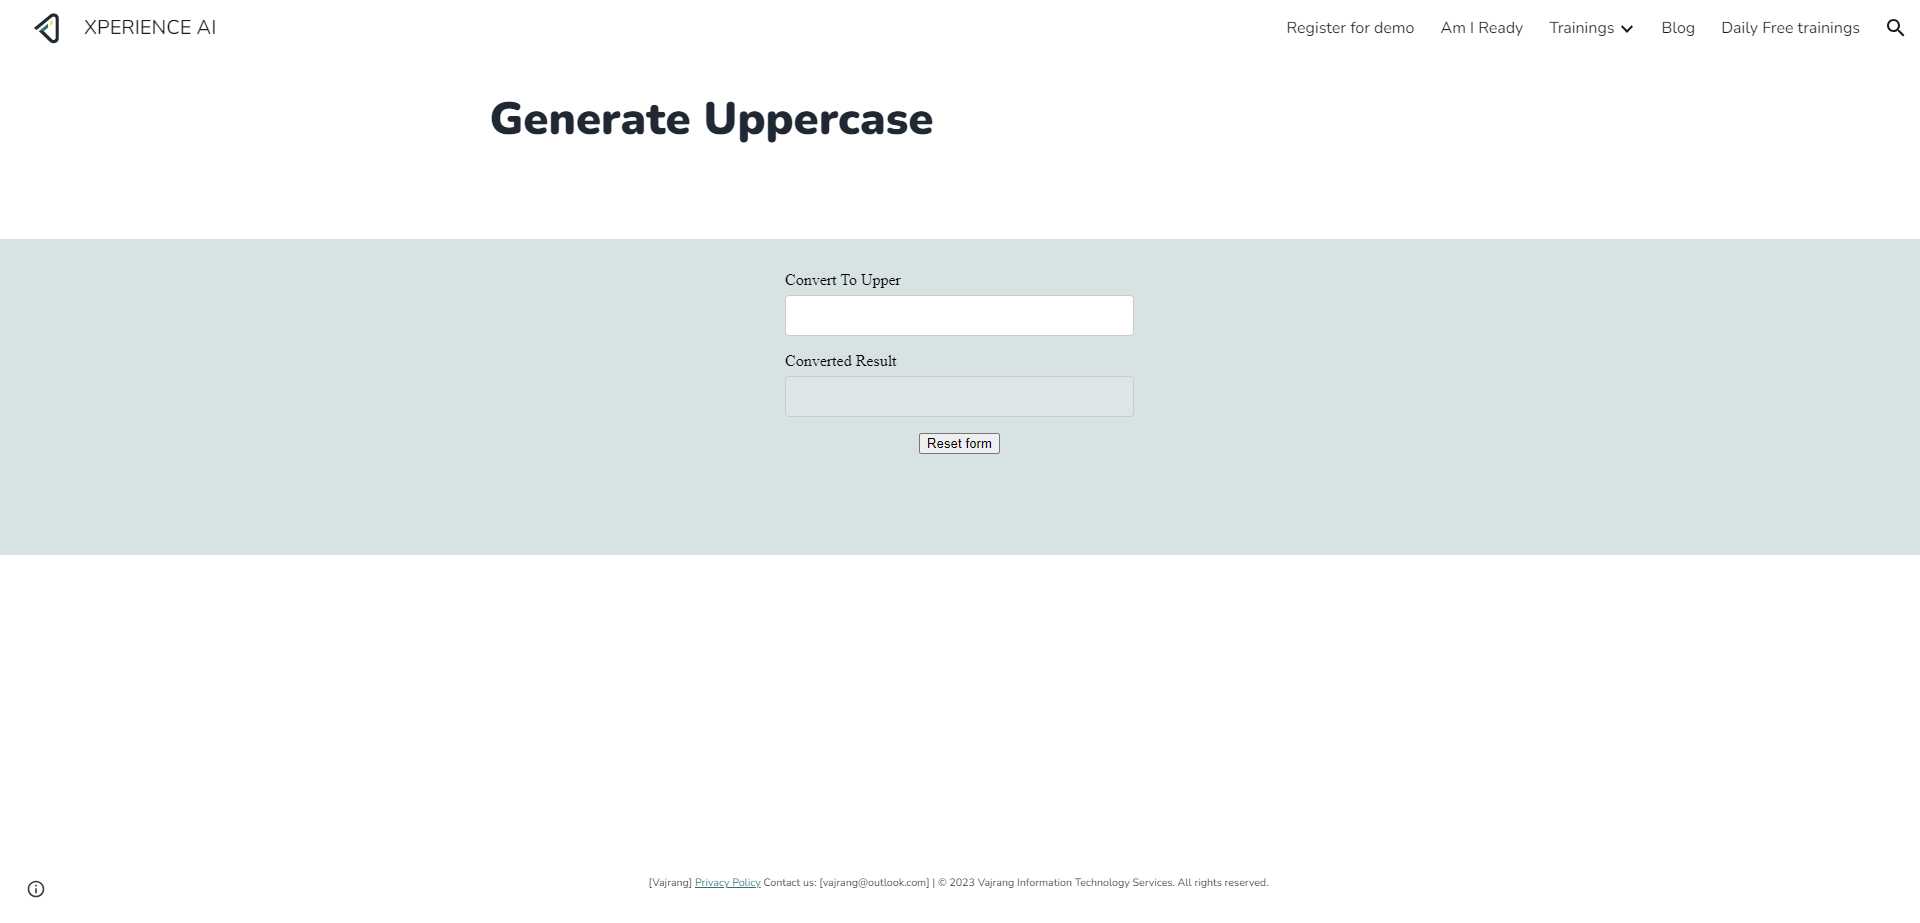 XPERIENCE AI
Register for demo
Am I Ready
Trainings
Blog
Daily Free trainings
Generate Uppercase
Convert To Upper
Converted Result
Reset form
[Vajrang] Privacy Policy Contact us: [vajrang@outlook.com] | © 2023 Vajrang Information Technology Services. All rights reserved.